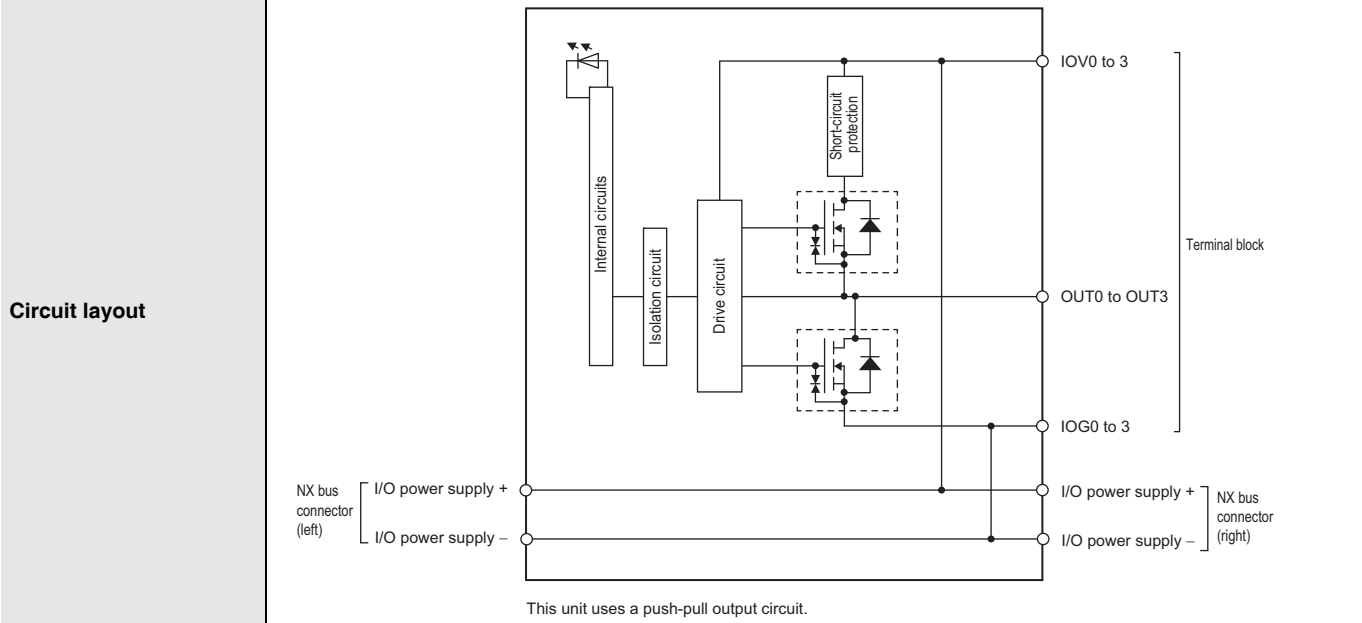 Circuit layout
IOV0 to 3
Short-circuit
protection
Internal circuits
Isolation circuit
Drive circuit
Terminal block
OUT0 to OUT3
IOG0 to 3
NX bus
connector
(left)
I/O power supply +
I/O power supply –
I/O power supply +
I/O power supply –
NX bus
connector
(right)
This unit uses a push-pull output circuit.